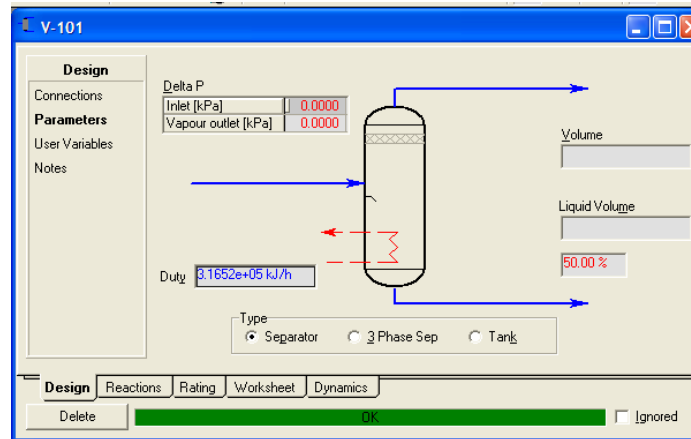 V-101
Design
Connections
Parameters
User Variables
Notes
Delta P
Inlet [kPa] 0.0000
Vapour outlet [kPa] 0.0000
Volume
Liquid Volume
50.00 %
Duty 3.1652e+05 kJ/h
Type
Separator 3 Phase Sep Tank
Design Reactions Rating Worksheet Dynamics
Delete OK Ignored